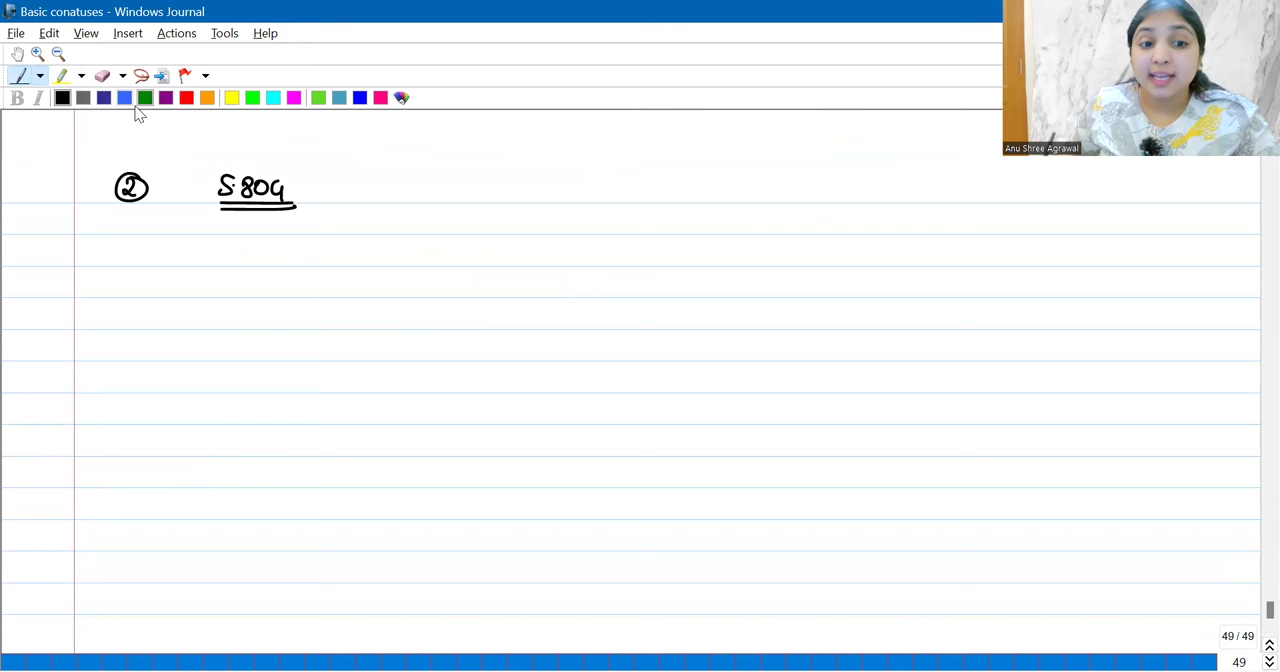 Basic conatuses - Windows Journal
File Edit View Insert Actions Tools Help
B I
Anu Shree Agrawal
② S.80G
49 / 49
49